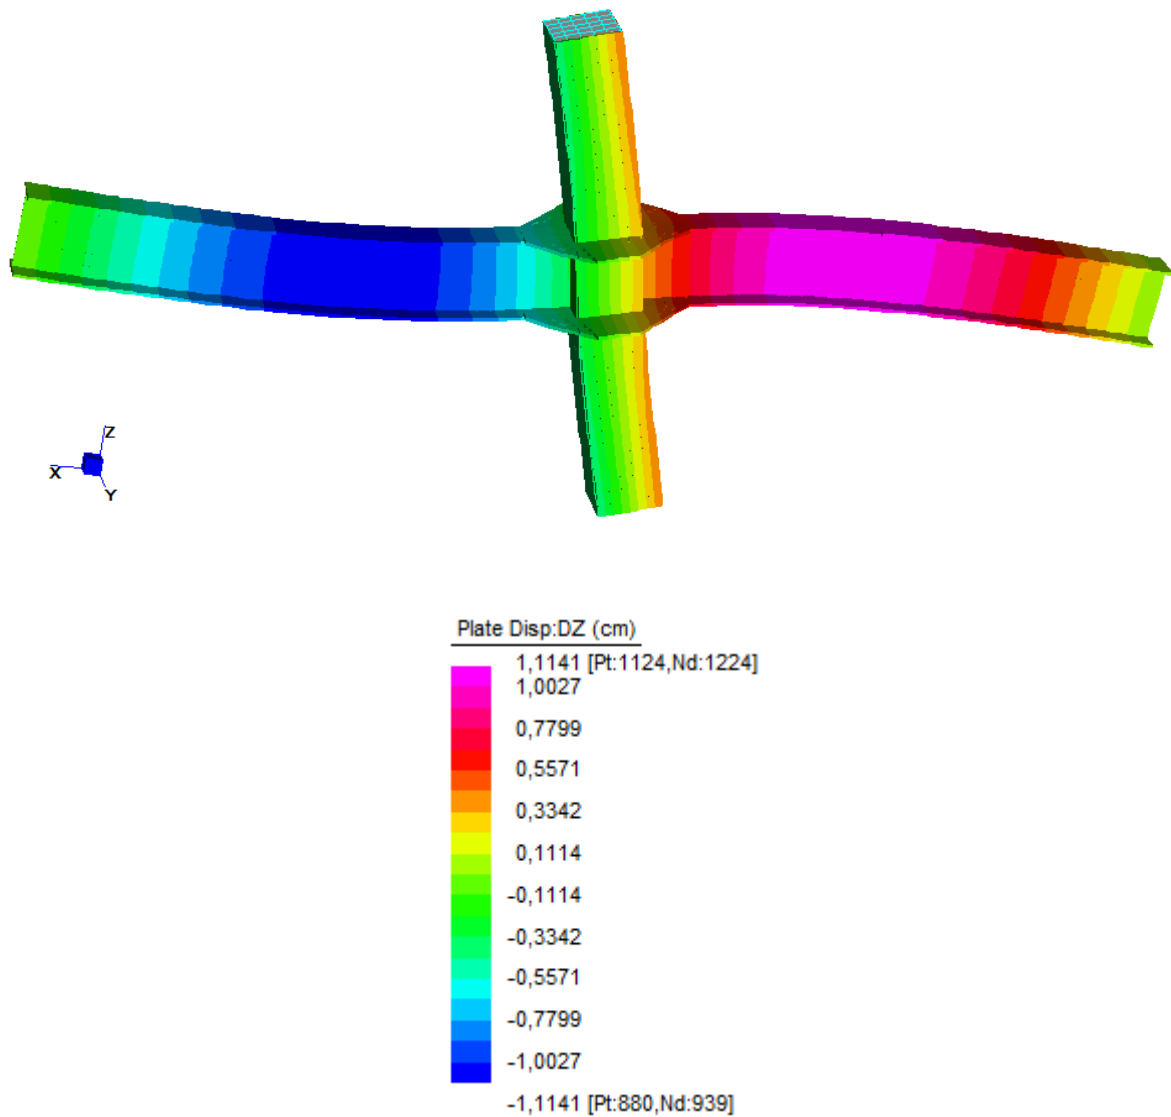 Z
X
Y
Plate Disp:DZ (cm)
1,1141 [Pt:1124,Nd:1224]
1,0027
0,7799
0,5571
0,3342
0,1114
-0,1114
-0,3342
-0,5571
-0,7799
-1,0027
-1,1141 [Pt:880,Nd:939]